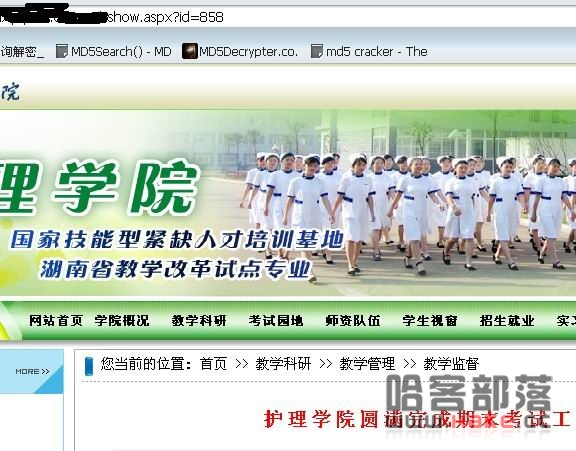 show.aspx?id=858
询解密_ MD5Search() - MD MD5Decrypter.co. md5 cracker - The
院
理学院
国家技能型紧缺人才培训基地
湖南省教学改革试点专业
网站首页 学院概况 教学科研 考试园地 师资队伍 学生视窗 招生就业 实习
MORE >>
您当前的位置: 首页 >> 教学科研 >> 教学管理 >> 教学监督
哈客部落
护理学院圆满完成期末考试工